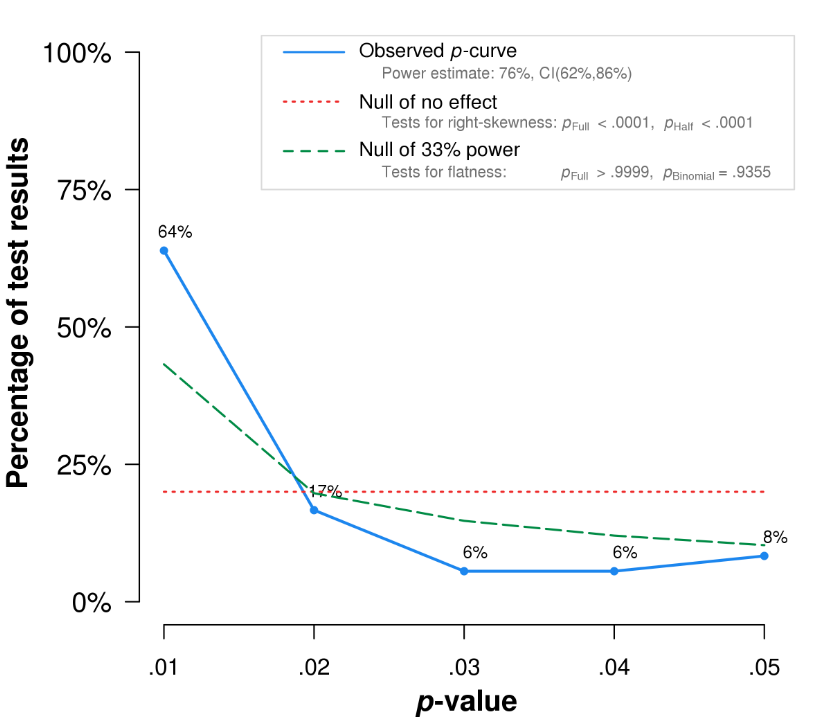 100%
75%
50%
25%
0%
Percentage of test results
Observed p-curve
Power estimate: 76%, CI(62%,86%)
Null of no effect
Tests for right-skewness: pFull < .0001, pHalf < .0001
Null of 33% power
Tests for flatness: pFull > .9999, pBinomial = .9355
64%
17%
6%
6%
8%
.01
.02
.03
.04
.05
p-value